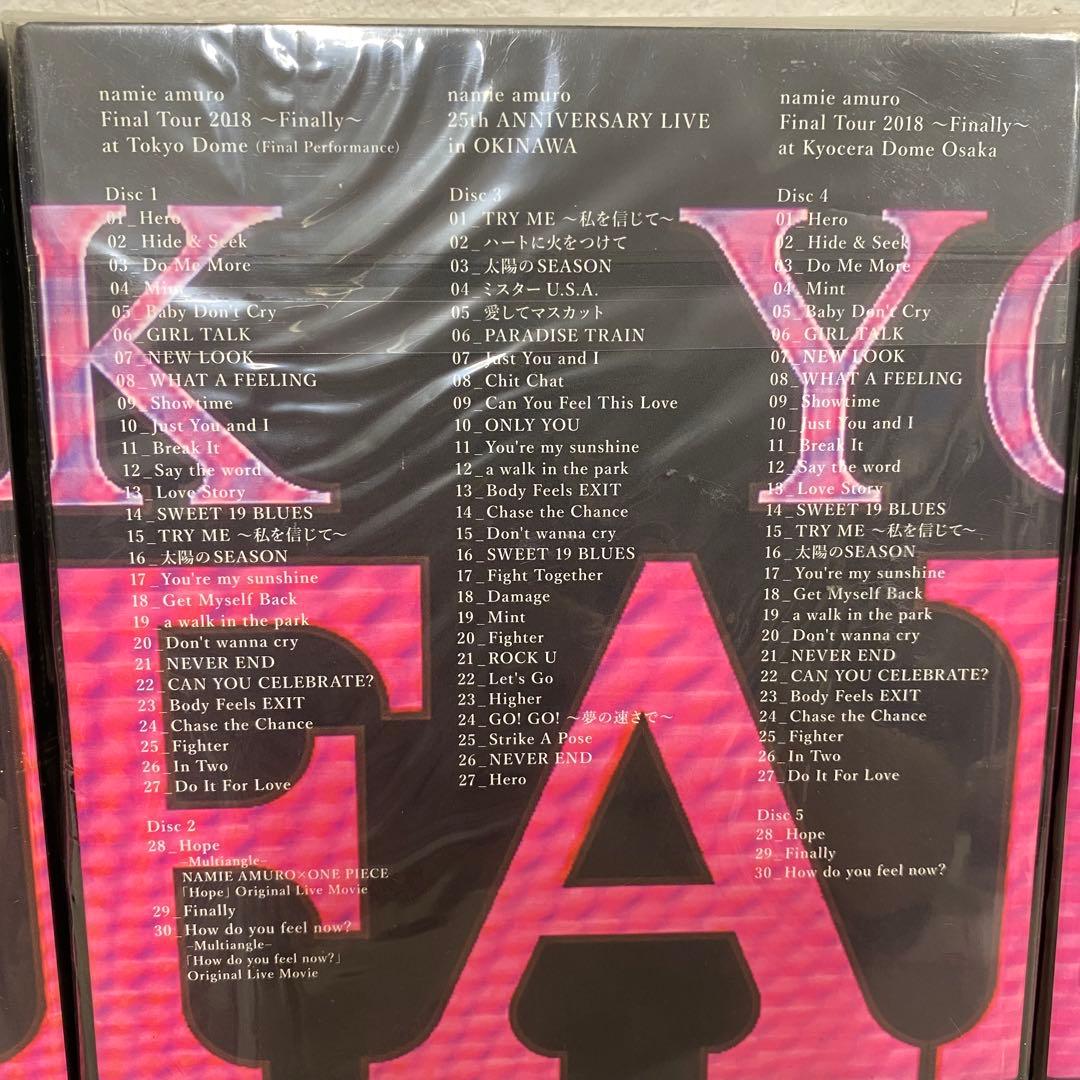 namie amuro
Final Tour 2018 ～Finally～
at Tokyo Dome (Final Performance)
Disc 1
01_Hero
02_Hide & Seek
03_Do Me More
04_Mint
05_Baby Don't Cry
06_GIRL TALK
07_NEW LOOK
08_WHAT A FEELING
09_Showtime
10_Just You and I
11_Break It
12_Say the word
13_Love Story
14_SWEET 19 BLUES
15_TRY ME ～私を信じて～
16_太陽のSEASON
17_You're my sunshine
18_Get Myself Back
19_a walk in the park
20_Don't wanna cry
21_NEVER END
22_CAN YOU CELEBRATE?
23_Body Feels EXIT
24_Chase the Chance
25_Fighter
26_In Two
27_Do It For Love
Disc 2
28_Hope
–Multiangle–
NAMIE AMURO×ONE PIECE
「Hope」Original Live Movie
29_Finally
30_How do you feel now?
–Multiangle–
「How do you feel now?」
Original Live Movie
namie amuro
25th ANNIVERSARY LIVE
in OKINAWA
Disc 3
01_TRY ME ～私を信じて～
02_ハートに火をつけて
03_太陽のSEASON
04_ミスターU.S.A.
05_愛してマスカット
06_PARADISE TRAIN
07_Just You and I
08_Chit Chat
09_Can You Feel This Love
10_ONLY YOU
11_You're my sunshine
12_a walk in the park
13_Body Feels EXIT
14_Chase the Chance
15_Don't wanna cry
16_SWEET 19 BLUES
17_Fight Together
18_Damage
19_Mint
20_Fighter
21_ROCK U
22_Let's Go
23_Higher
24_GO! GO! ～夢の速さで～
25_Strike A Pose
26_NEVER END
27_Hero
namie amuro
Final Tour 2018 ～Finally～
at Kyocera Dome Osaka
Disc 4
01_Hero
02_Hide & Seek
03_Do Me More
04_Mint
05_Baby Don't Cry
06_GIRL TALK
07_NEW LOOK
08_WHAT A FEELING
09_Showtime
10_Just You and I
11_Break It
12_Say the word
13_Love Story
14_SWEET 19 BLUES
15_TRY ME ～私を信じて～
16_太陽のSEASON
17_You're my sunshine
18_Get Myself Back
19_a walk in the park
20_Don't wanna cry
21_NEVER END
22_CAN YOU CELEBRATE?
23_Body Feels EXIT
24_Chase the Chance
25_Fighter
26_In Two
27_Do It For Love
Disc 5
28_Hope
29_Finally
30_How do you feel now?
K YO
FA